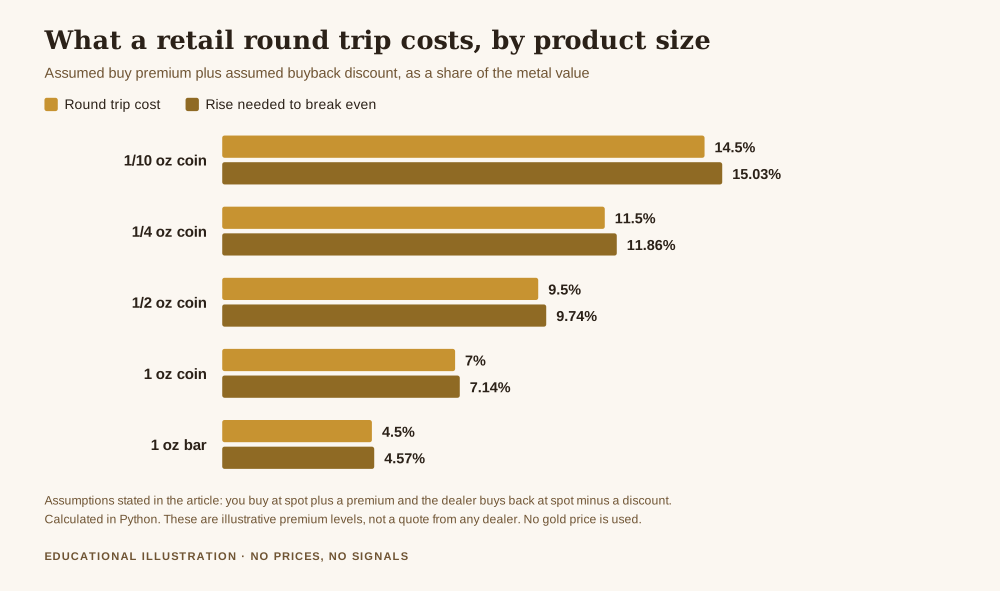 What a retail round trip costs, by product size
Assumed buy premium plus assumed buyback discount, as a share of the metal value
Round trip cost
Rise needed to break even
1/10 oz coin
14.5%
15.03%
1/4 oz coin
11.5%
11.86%
1/2 oz coin
9.5%
9.74%
1 oz coin
7%
7.14%
1 oz bar
4.5%
4.57%
Assumptions stated in the article: you buy at spot plus a premium and the dealer buys back at spot minus a discount.
Calculated in Python. These are illustrative premium levels, not a quote from any dealer. No gold price is used.
EDUCATIONAL ILLUSTRATION · NO PRICES, NO SIGNALS